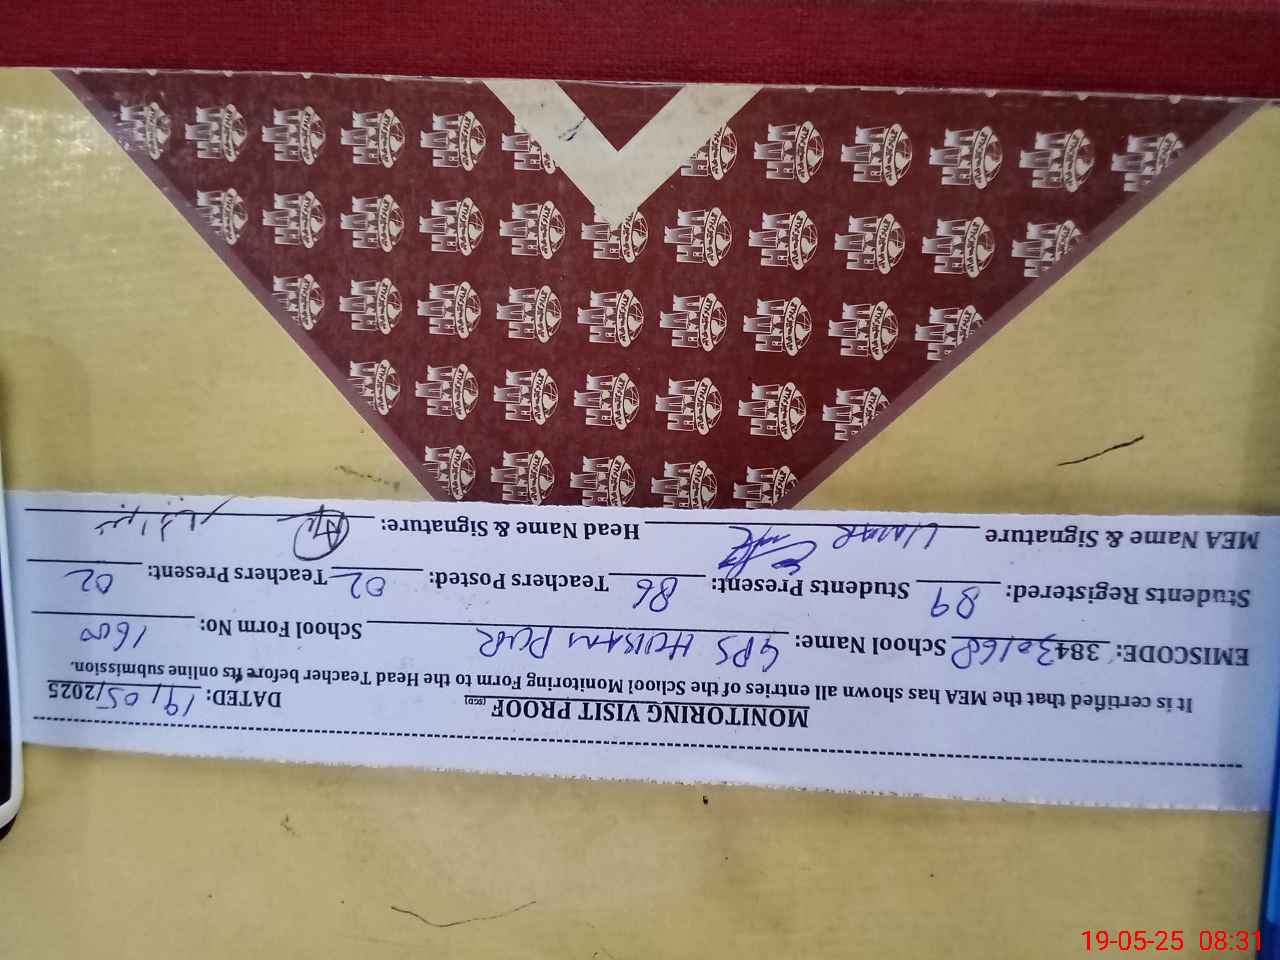 MONITORING VISIT PROOF (SED)
DATED: 19/05/2025
It is certified that the MEA has shown all entries of the School Monitoring Form to the Head Teacher before its online submission.
EMISCODE: 38430168 School Name: GPS HUSSAM PUR School Form No: 1600
Students Registered: 89 Students Present: 86 Teachers Posted: 02 Teachers Present: 02
MEA Name & Signature UMAR Head Name & Signature:
19-05-25 08:31